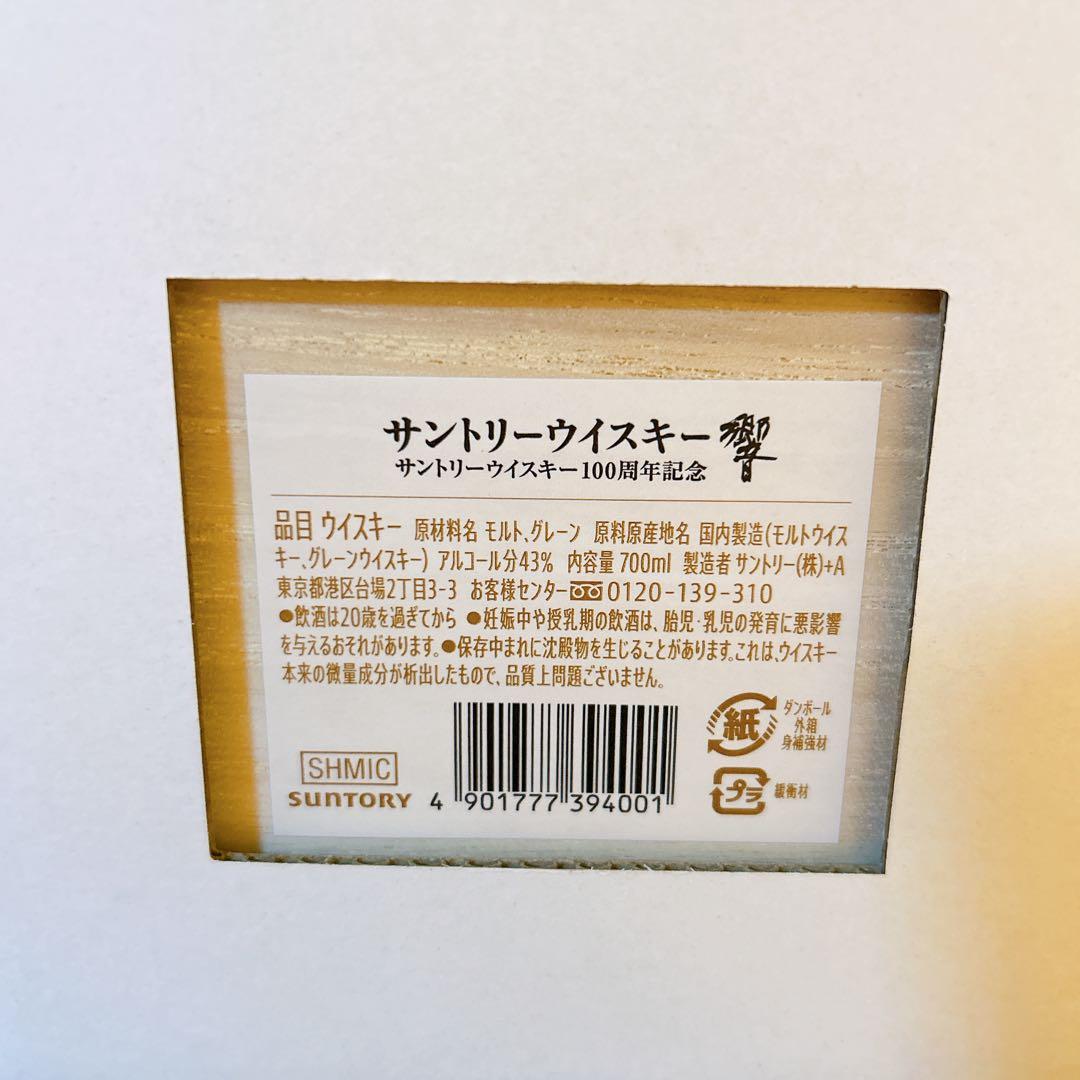 サントリーウイスキー響
サントリーウイスキー100周年記念
品目 ウイスキー 原材料名 モルト、グレーン 原料原産地名 国内製造(モルトウイス
キー、グレーンウイスキー) アルコール分43% 内容量 700ml 製造者 サントリー(株)+A
東京都港区台場2丁目3-3 お客様センター 0120-139-310
●飲酒は20歳を過ぎてから ●妊娠中や授乳期の飲酒は、胎児・乳児の発育に悪影響
を与えるおそれがあります。●保存中まれに沈殿物を生じることがあります。これは、ウイスキー
本来の微量成分が析出したもので、品質上問題ございません。
紙
ダンボール
外箱
身補強材
SHMIC
SUNTORY
4 901777 394001
プラ
緩衝材